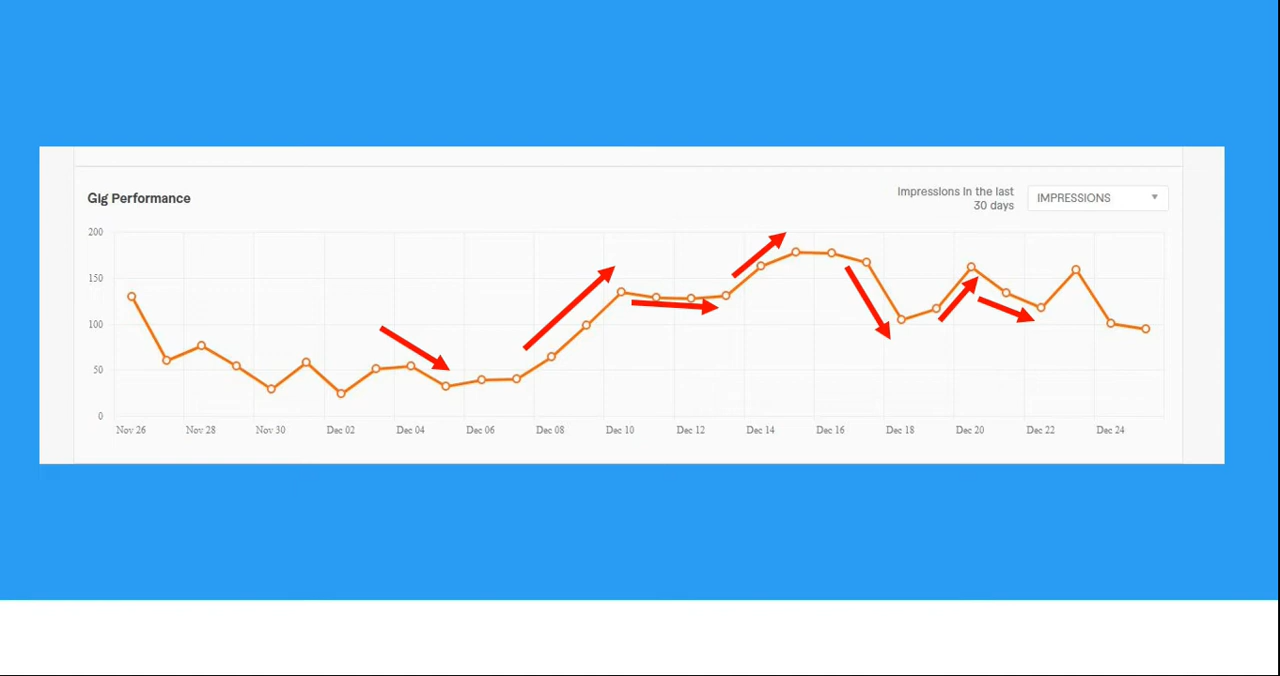 Gig Performance
Impressions in the last
30 days
IMPRESSIONS
200
150
100
50
0
Nov 26 Nov 28 Nov 30 Dec 02 Dec 04 Dec 06 Dec 08 Dec 10 Dec 12 Dec 14 Dec 16 Dec 18 Dec 20 Dec 22 Dec 24